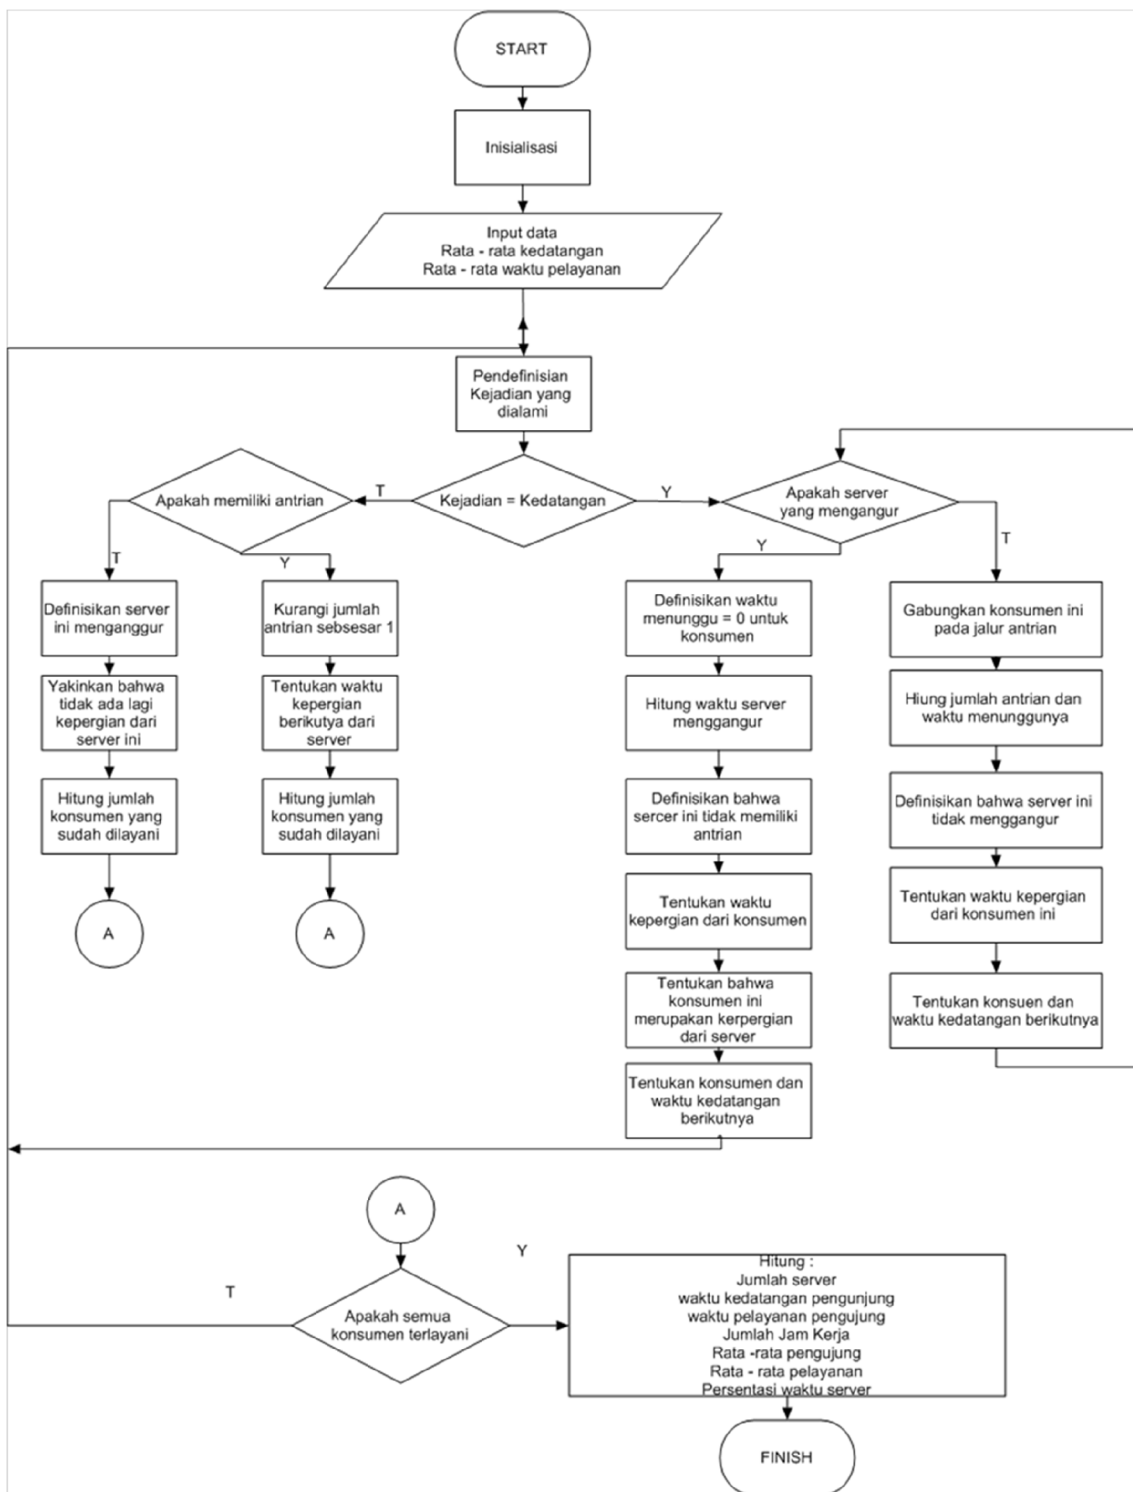 START
Inisialisasi
Input data
Rata - rata kedatangan
Rata - rata waktu pelayanan
Pendefinisian
Kejadian yang
dialami
Kejadian = Kedatangan
T
Y
Apakah memiliki antrian
T
Y
Apakah server
yang mengangur
Y
T
Definisikan server
ini menganggur
Yakinkan bahwa
tidak ada lagi
kepergian dari
server ini
Hitung jumlah
konsumen yang
sudah dilayani
A
Kurangi jumlah
antrian sebsesar 1
Tentukan waktu
kepergian
berikutya dari
server
Hitung jumlah
konsumen yang
sudah dilayani
A
Definisikan waktu
menunggu = 0 untuk
konsumen
Hitung waktu server
menggangur
Definisikan bahwa
sercer ini tidak memiliki
antrian
Tentukan waktu
kepergian dari konsumen
Tentukan bahwa
konsumen ini
merupakan kerpergian
dari server
Tentukan konsumen dan
waktu kedatangan
berikutnya
Gabungkan konsumen ini
pada jalur antrian
Hiung jumlah antrian dan
waktu menunggunya
Definisikan bahwa server ini
tidak menggangur
Tentukan waktu kepergian
dari konsumen ini
Tentukan konsuen dan
waktu kedatangan berikutnya
A
Apakah semua
konsumen terlayani
T
Y
Hitung :
Jumlah server
waktu kedatangan pengunjung
waktu pelayanan pengujung
Jumlah Jam Kerja
Rata -rata pengujung
Rata - rata pelayanan
Persentasi waktu server
FINISH